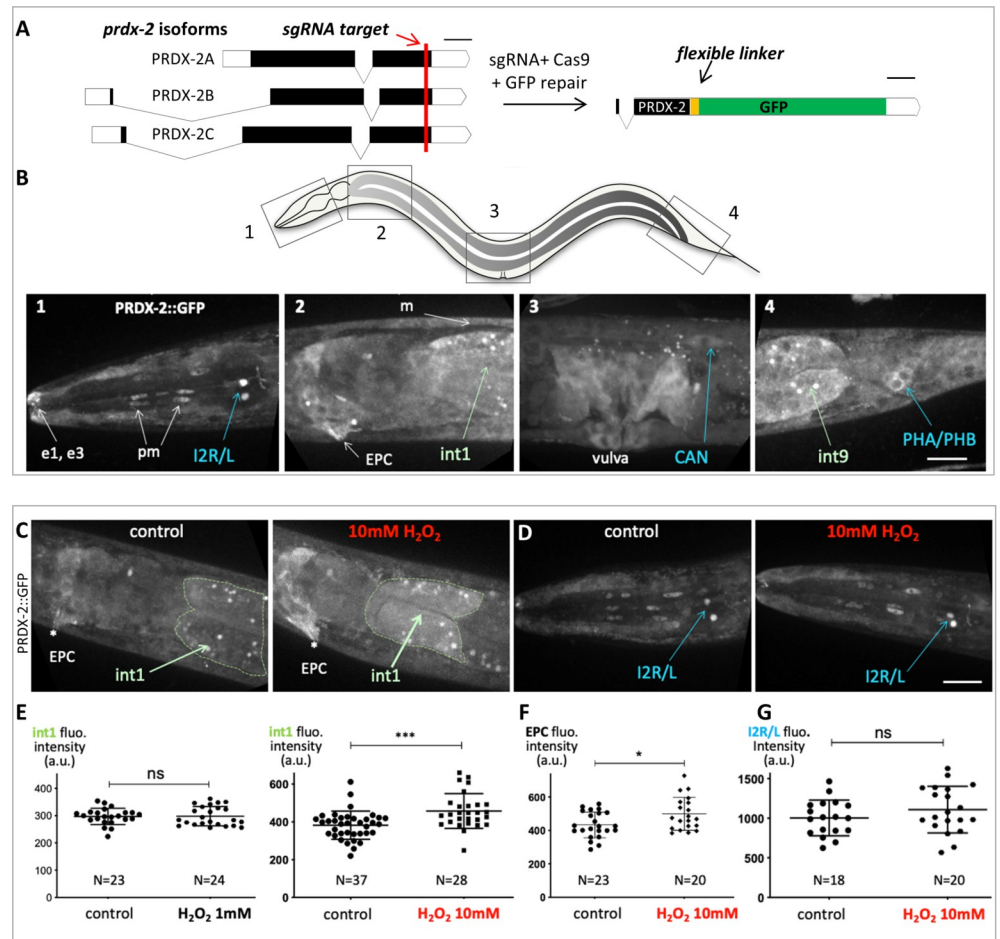 A
prdx-2 isoforms
sgRNA target
PRDX-2A
PRDX-2B
PRDX-2C
sgRNA+ Cas9
+ GFP repair
flexible linker
PRDX-2
GFP
B
1
2
3
4
1
PRDX-2::GFP
e1, e3
pm
I2R/L
2
m
EPC
int1
3
vulva
CAN
4
int9
PHA/PHB
PRDX-2::GFP
C
control
*
EPC
int1
10mM H₂O₂
*
EPC
int1
D
control
I2R/L
10mM H₂O₂
I2R/L
E
int1 fluo.
intensity
(a.u.)
ns
400
300
200
100
0
N=23
N=24
control
H₂O₂ 1mM
int1 fluo.
intensity
(a.u.)
***
600
400
200
0
N=37
N=28
control
H₂O₂ 10mM
F
EPC fluo.
intensity
(a.u.)
*
800
600
400
200
0
N=23
N=20
control
H₂O₂ 10mM
G
I2R/L fluo.
Intensity
(a.u.)
ns
1500
1000
500
0
N=18
N=20
control
H₂O₂ 10mM